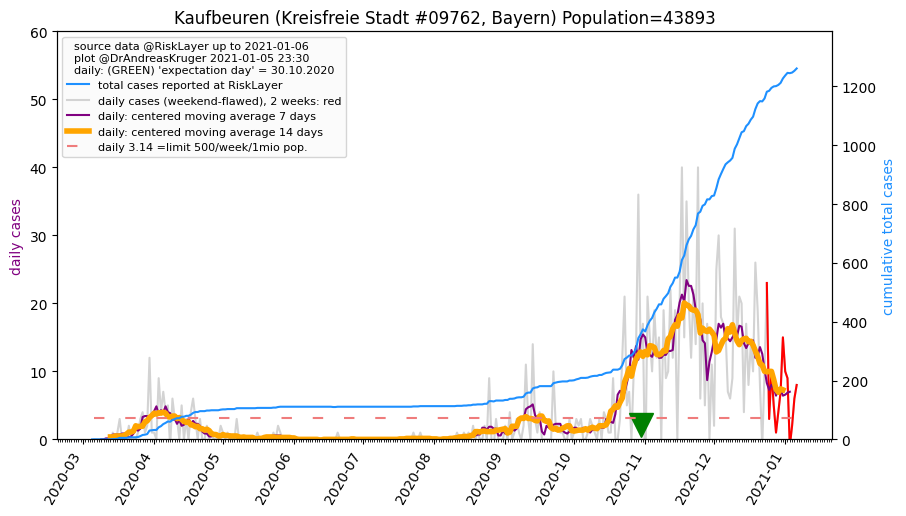 Kaufbeuren (Kreisfreie Stadt #09762, Bayern) Population=43893
source data @RiskLayer up to 2021-01-06
plot @DrAndreasKruger 2021-01-05 23:30
daily: (GREEN) 'expectation day' = 30.10.2020
total cases reported at RiskLayer
daily cases (weekend-flawed), 2 weeks: red
daily: centered moving average 7 days
daily: centered moving average 14 days
daily 3.14 =limit 500/week/1mio pop.
daily cases
60
50
40
30
20
10
0
cumulative total cases
1200
1000
800
600
400
200
0
2020-03
2020-04
2020-05
2020-06
2020-07
2020-08
2020-09
2020-10
2020-11
2020-12
2021-01